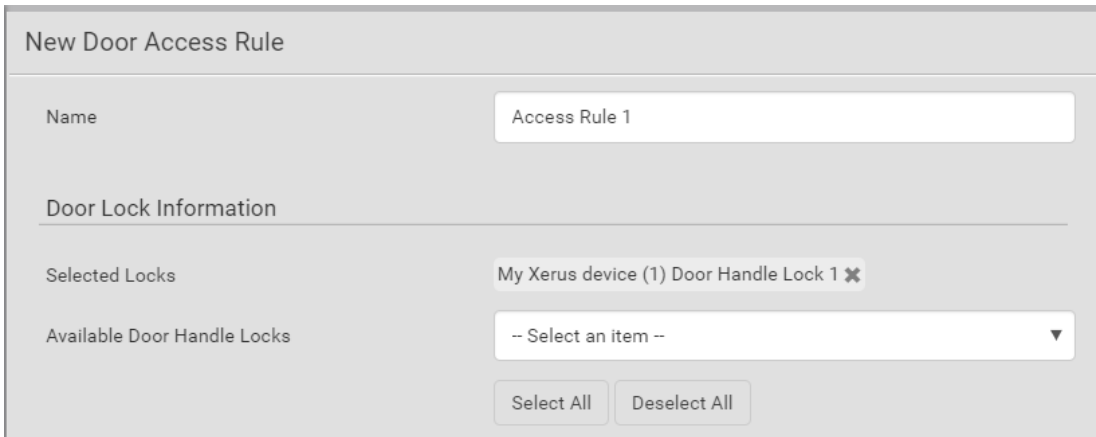 New Door Access Rule
Name
Access Rule 1
Door Lock Information
Selected Locks
My Xerus device (1) Door Handle Lock 1 ✖
Available Door Handle Locks
-- Select an item --
Select All
Deselect All